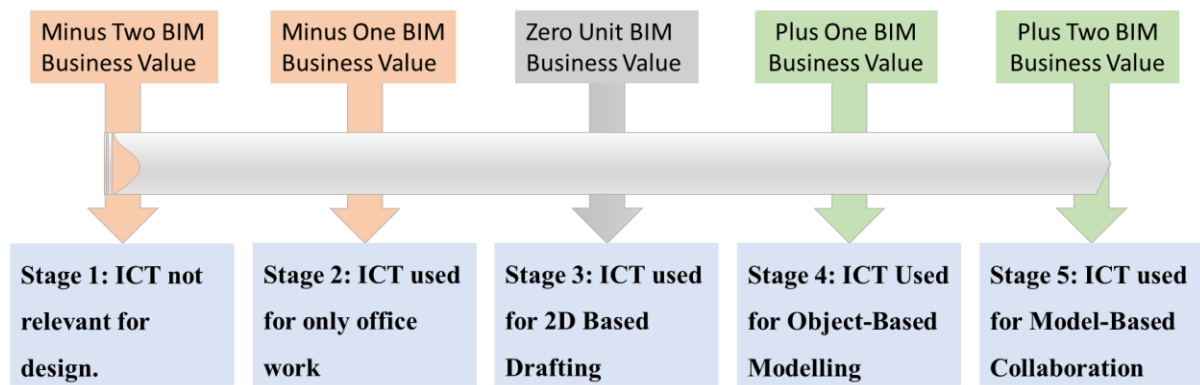 Minus Two BIM
Business Value
Minus One BIM
Business Value
Zero Unit BIM
Business Value
Plus One BIM
Business Value
Plus Two BIM
Business Value
Stage 1: ICT not
relevant for
design.
Stage 2: ICT used
for only office
work
Stage 3: ICT used
for 2D Based
Drafting
Stage 4: ICT Used
for Object-Based
Modelling
Stage 5: ICT used
for Model-Based
Collaboration